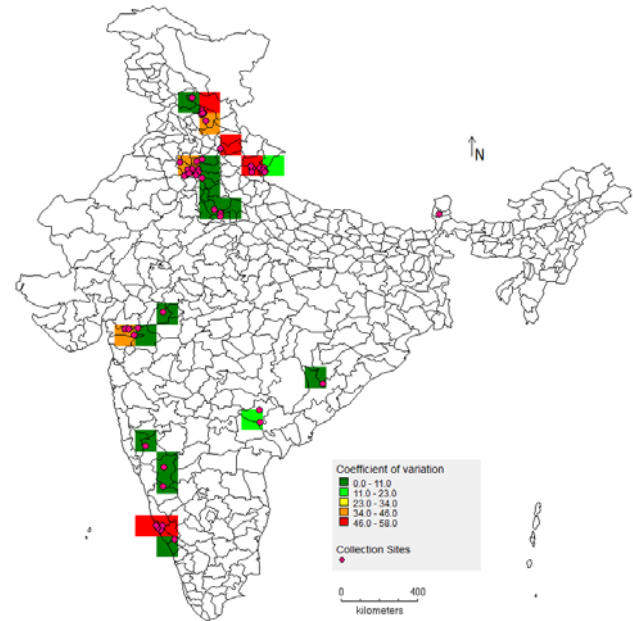 N
Coefficient of variation
0.0 - 11.0
11.0 - 23.0
23.0 - 34.0
34.0 - 46.0
46.0 - 58.0
Collection Sites
0 400
kilometers